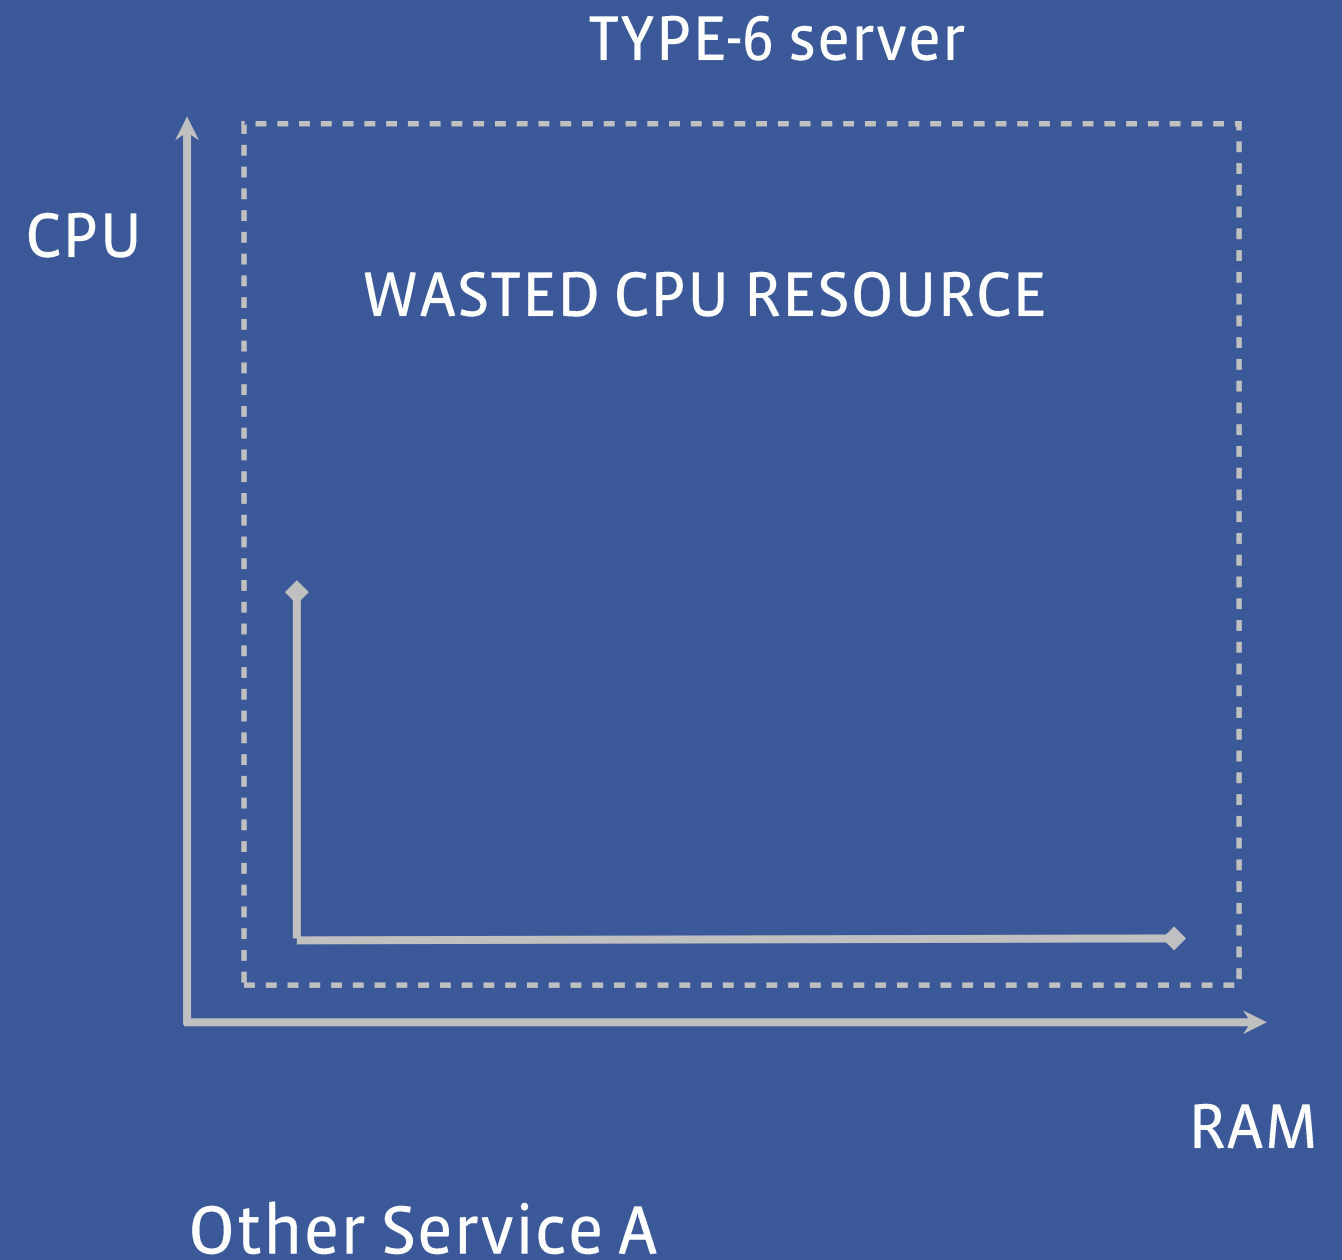 TYPE-6 server
CPU
WASTED CPU RESOURCE
RAM
Other Service A